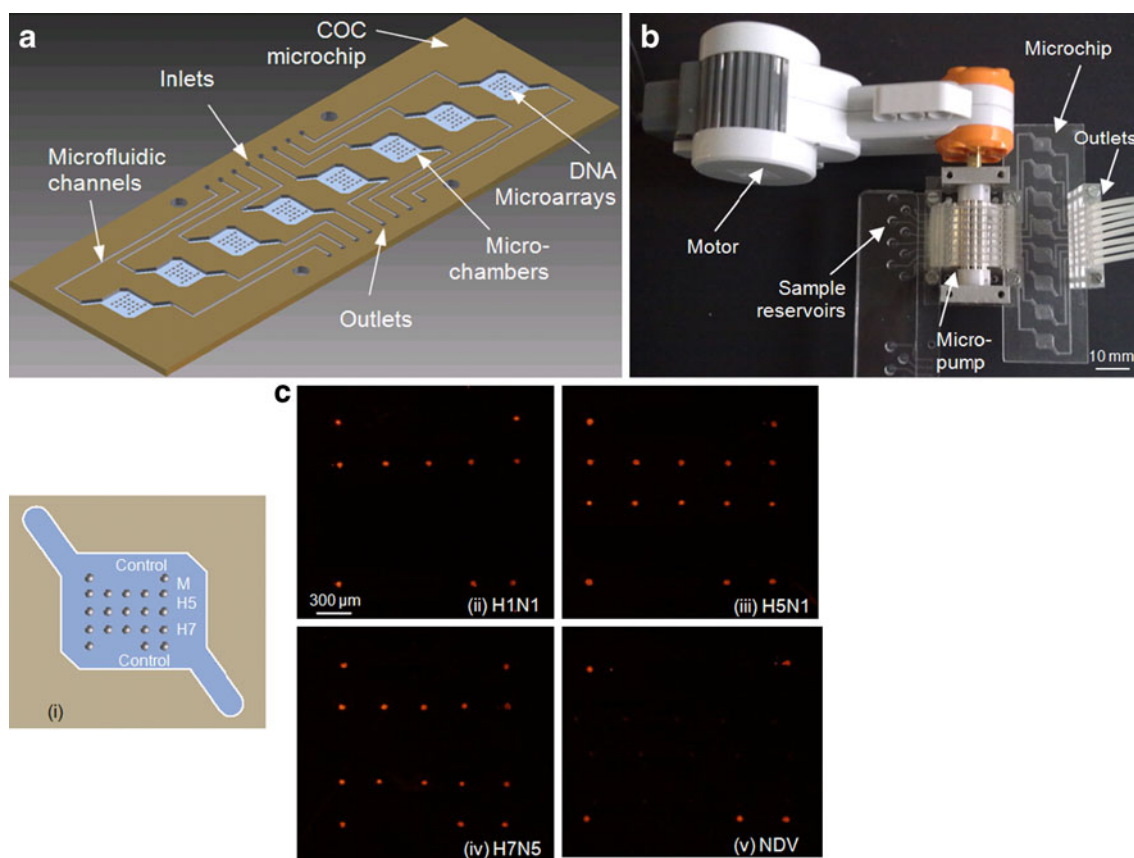 a
COC
microchip
Inlets
Microfluidic
channels
DNA
Microarrays
Micro-
chambers
Outlets
b
Microchip
Outlets
Motor
Sample
reservoirs
Micro-
pump
10 mm
c
Control
M
H5
H7
Control
(i)
300 µm
(ii) H1N1
(iii) H5N1
(iv) H7N5
(v) NDV